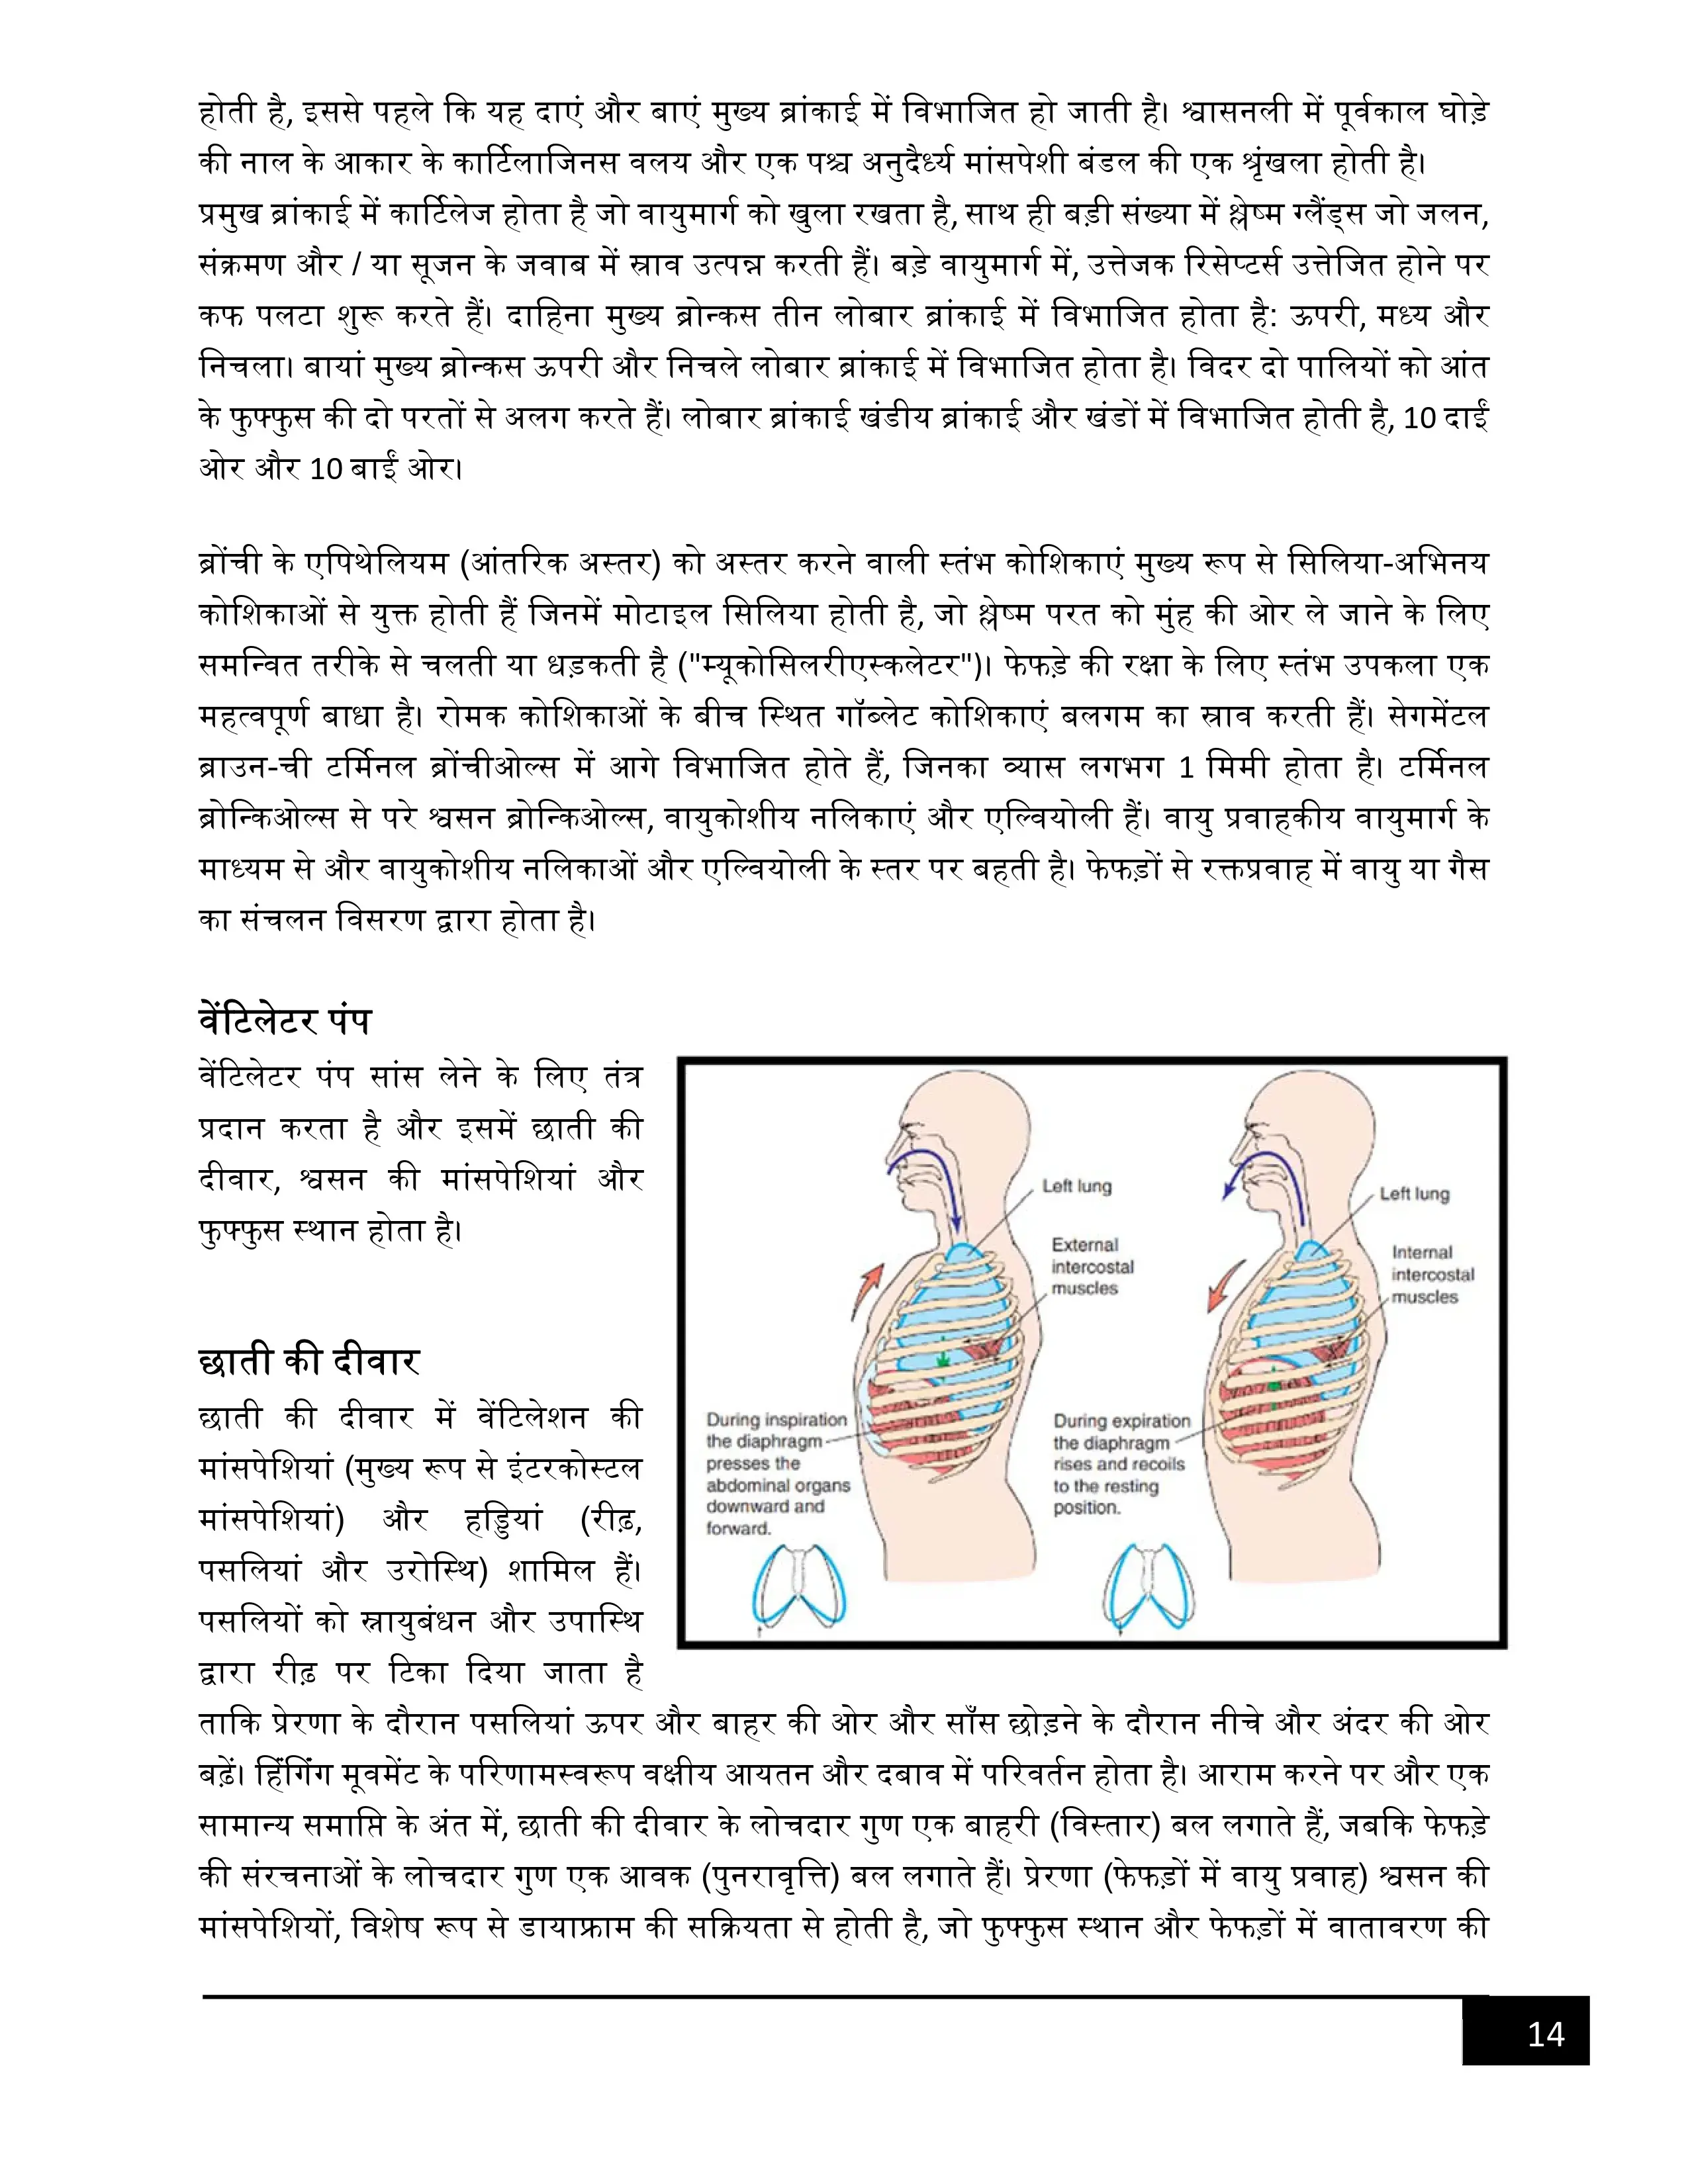 होती है, इससे पहले कि यह दाएं और बाएं मुख्य ब्रांकाई में विभाजित हो जाती है। श्वासनली में पूर्वकाल घोड़े
की नाल के आकार के कार्टिलाजिनस वलय और एक पश्च अनुदैर्ध्य मांसपेशी बंडल की एक श्रृंखला होती है।
प्रमुख ब्रांकाई में कार्टिलेज होता है जो वायुमार्ग को खुला रखता है, साथ ही बड़ी संख्या में श्लेष्म ग्लैंड्स जो जलन,
संक्रमण और / या सूजन के जवाब में स्राव उत्पन्न करती हैं। बड़े वायुमार्ग में, उत्तेजक रिसेप्टर्स उत्तेजित होने पर
कफ पलटा शुरू करते हैं। दाहिना मुख्य ब्रोन्कस तीन लोबार ब्रांकाई में विभाजित होता है: ऊपरी, मध्य और
निचला। बायां मुख्य ब्रोन्कस ऊपरी और निचले लोबार ब्रांकाई में विभाजित होता है। विदर दो पालियों को आंत
के फुफ्फुस की दो परतों से अलग करते हैं। लोबार ब्रांकाई खंडीय ब्रांकाई और खंडों में विभाजित होती है, 10 दाईं
ओर और 10 बाईं ओर।
ब्रोंची के एपिथेलियम (आंतरिक अस्तर) को अस्तर करने वाली स्तंभ कोशिकाएं मुख्य रूप से सिलिया-अभिनय
कोशिकाओं से युक्त होती हैं जिनमें मोटाइल सिलिया होती है, जो श्लेष्म परत को मुंह की ओर ले जाने के लिए
समन्वित तरीके से चलती या धड़कती है ("म्यूकोसिलरीएस्कलेटर")। फेफड़े की रक्षा के लिए स्तंभ उपकला एक
महत्वपूर्ण बाधा है। रोमक कोशिकाओं के बीच स्थित गॉब्लेट कोशिकाएं बलगम का स्राव करती हैं। सेगमेंटल
ब्राउन-ची टर्मिनल ब्रोंचीओल्स में आगे विभाजित होते हैं, जिनका व्यास लगभग 1 मिमी होता है। टर्मिनल
ब्रोन्किओल्स से परे श्वसन ब्रोन्किओल्स, वायुकोशीय नलिकाएं और एल्वियोली हैं। वायु प्रवाहकीय वायुमार्ग के
माध्यम से और वायुकोशीय नलिकाओं और एल्वियोली के स्तर पर बहती है। फेफड़ों से रक्तप्रवाह में वायु या गैस
का संचलन विसरण द्वारा होता है।
वेंटिलेटर पंप
वेंटिलेटर पंप सांस लेने के लिए तंत्र
प्रदान करता है और इसमें छाती की
दीवार, श्वसन की मांसपेशियां और
फुफ्फुस स्थान होता है।
छाती की दीवार
छाती की दीवार में वेंटिलेशन की
मांसपेशियां (मुख्य रूप से इंटरकोस्टल
मांसपेशियां) और हड्डियां (रीढ़,
पसलियां और उरोस्थि) शामिल हैं।
पसलियों को स्नायुबंधन और उपास्थि
द्वारा रीढ़ पर टिका दिया जाता है
ताकि प्रेरणा के दौरान पसलियां ऊपर और बाहर की ओर और साँस छोड़ने के दौरान नीचे और अंदर की ओर
बढ़ें। हिंगिंग मूवमेंट के परिणामस्वरूप वक्षीय आयतन और दबाव में परिवर्तन होता है। आराम करने पर और एक
सामान्य समाप्ति के अंत में, छाती की दीवार के लोचदार गुण एक बाहरी (विस्तार) बल लगाते हैं, जबकि फेफड़े
की संरचनाओं के लोचदार गुण एक आवक (पुनरावृत्ति) बल लगाते हैं। प्रेरणा (फेफड़ों में वायु प्रवाह) श्वसन की
मांसपेशियों, विशेष रूप से डायाफ्राम की सक्रियता से होती है, जो फुफ्फुस स्थान और फेफड़ों में वातावरण की
Left lung
External
intercostal
muscles
During inspiration
the diaphragm
presses the
abdominal organs
downward and
forward.
Left lung
Internal
intercostal
muscles
During expiration
the diaphragm
rises and recoils
to the resting
position.
14